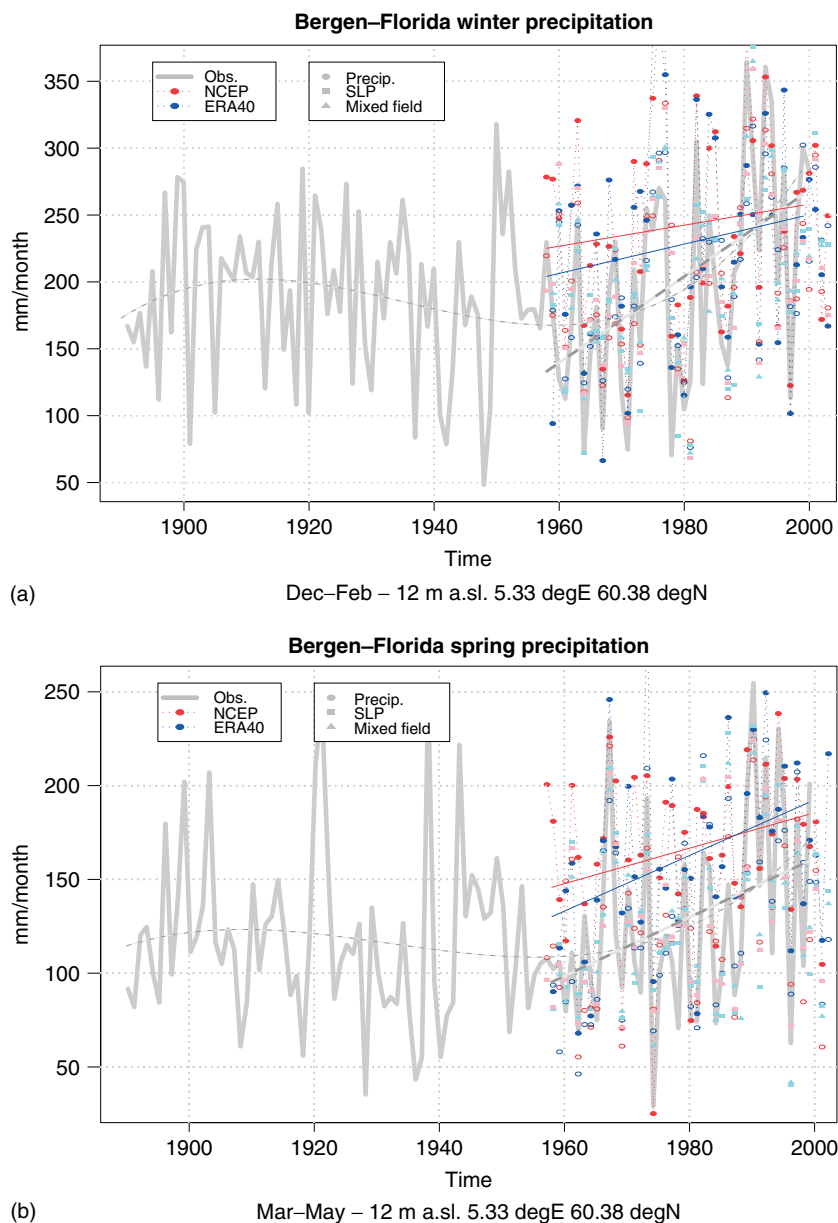 Bergen–Florida winter precipitation
350
300
250
200
150
100
50
mm/month
Obs.
NCEP
ERA40
Precip.
SLP
Mixed field
1900 1920 1940 1960 1980 2000
Time
(a) Dec–Feb – 12 m a.sl. 5.33 degE 60.38 degN
Bergen–Florida spring precipitation
250
200
150
100
50
mm/month
Obs.
NCEP
ERA40
Precip.
SLP
Mixed field
1900 1920 1940 1960 1980 2000
Time
(b) Mar–May – 12 m a.sl. 5.33 degE 60.38 degN